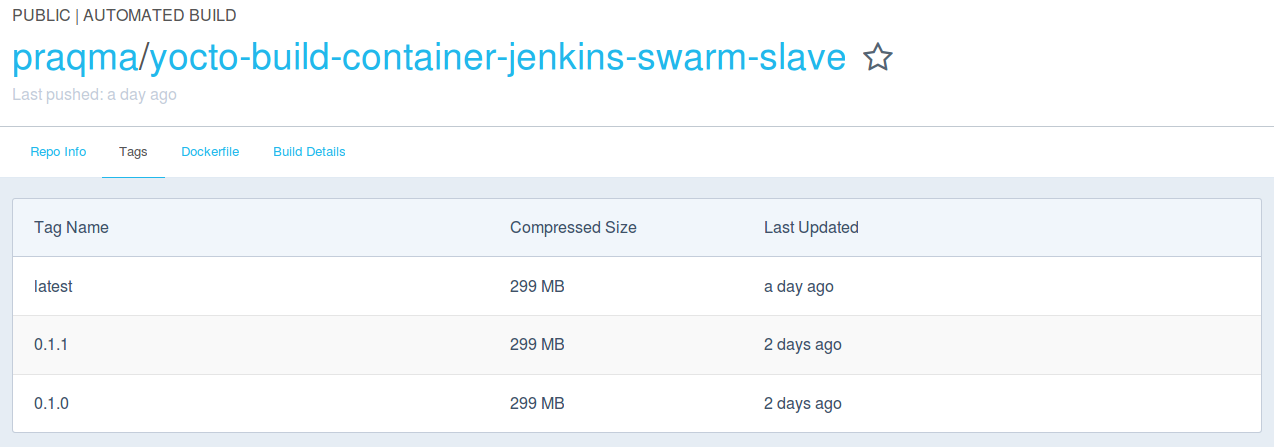 PUBLIC | AUTOMATED BUILD
praqma/yocto-build-container-jenkins-swarm-slave
Last pushed: a day ago
Repo Info Tags Dockerfile Build Details
Tag Name Compressed Size Last Updated
latest 299 MB a day ago
0.1.1 299 MB 2 days ago
0.1.0 299 MB 2 days ago